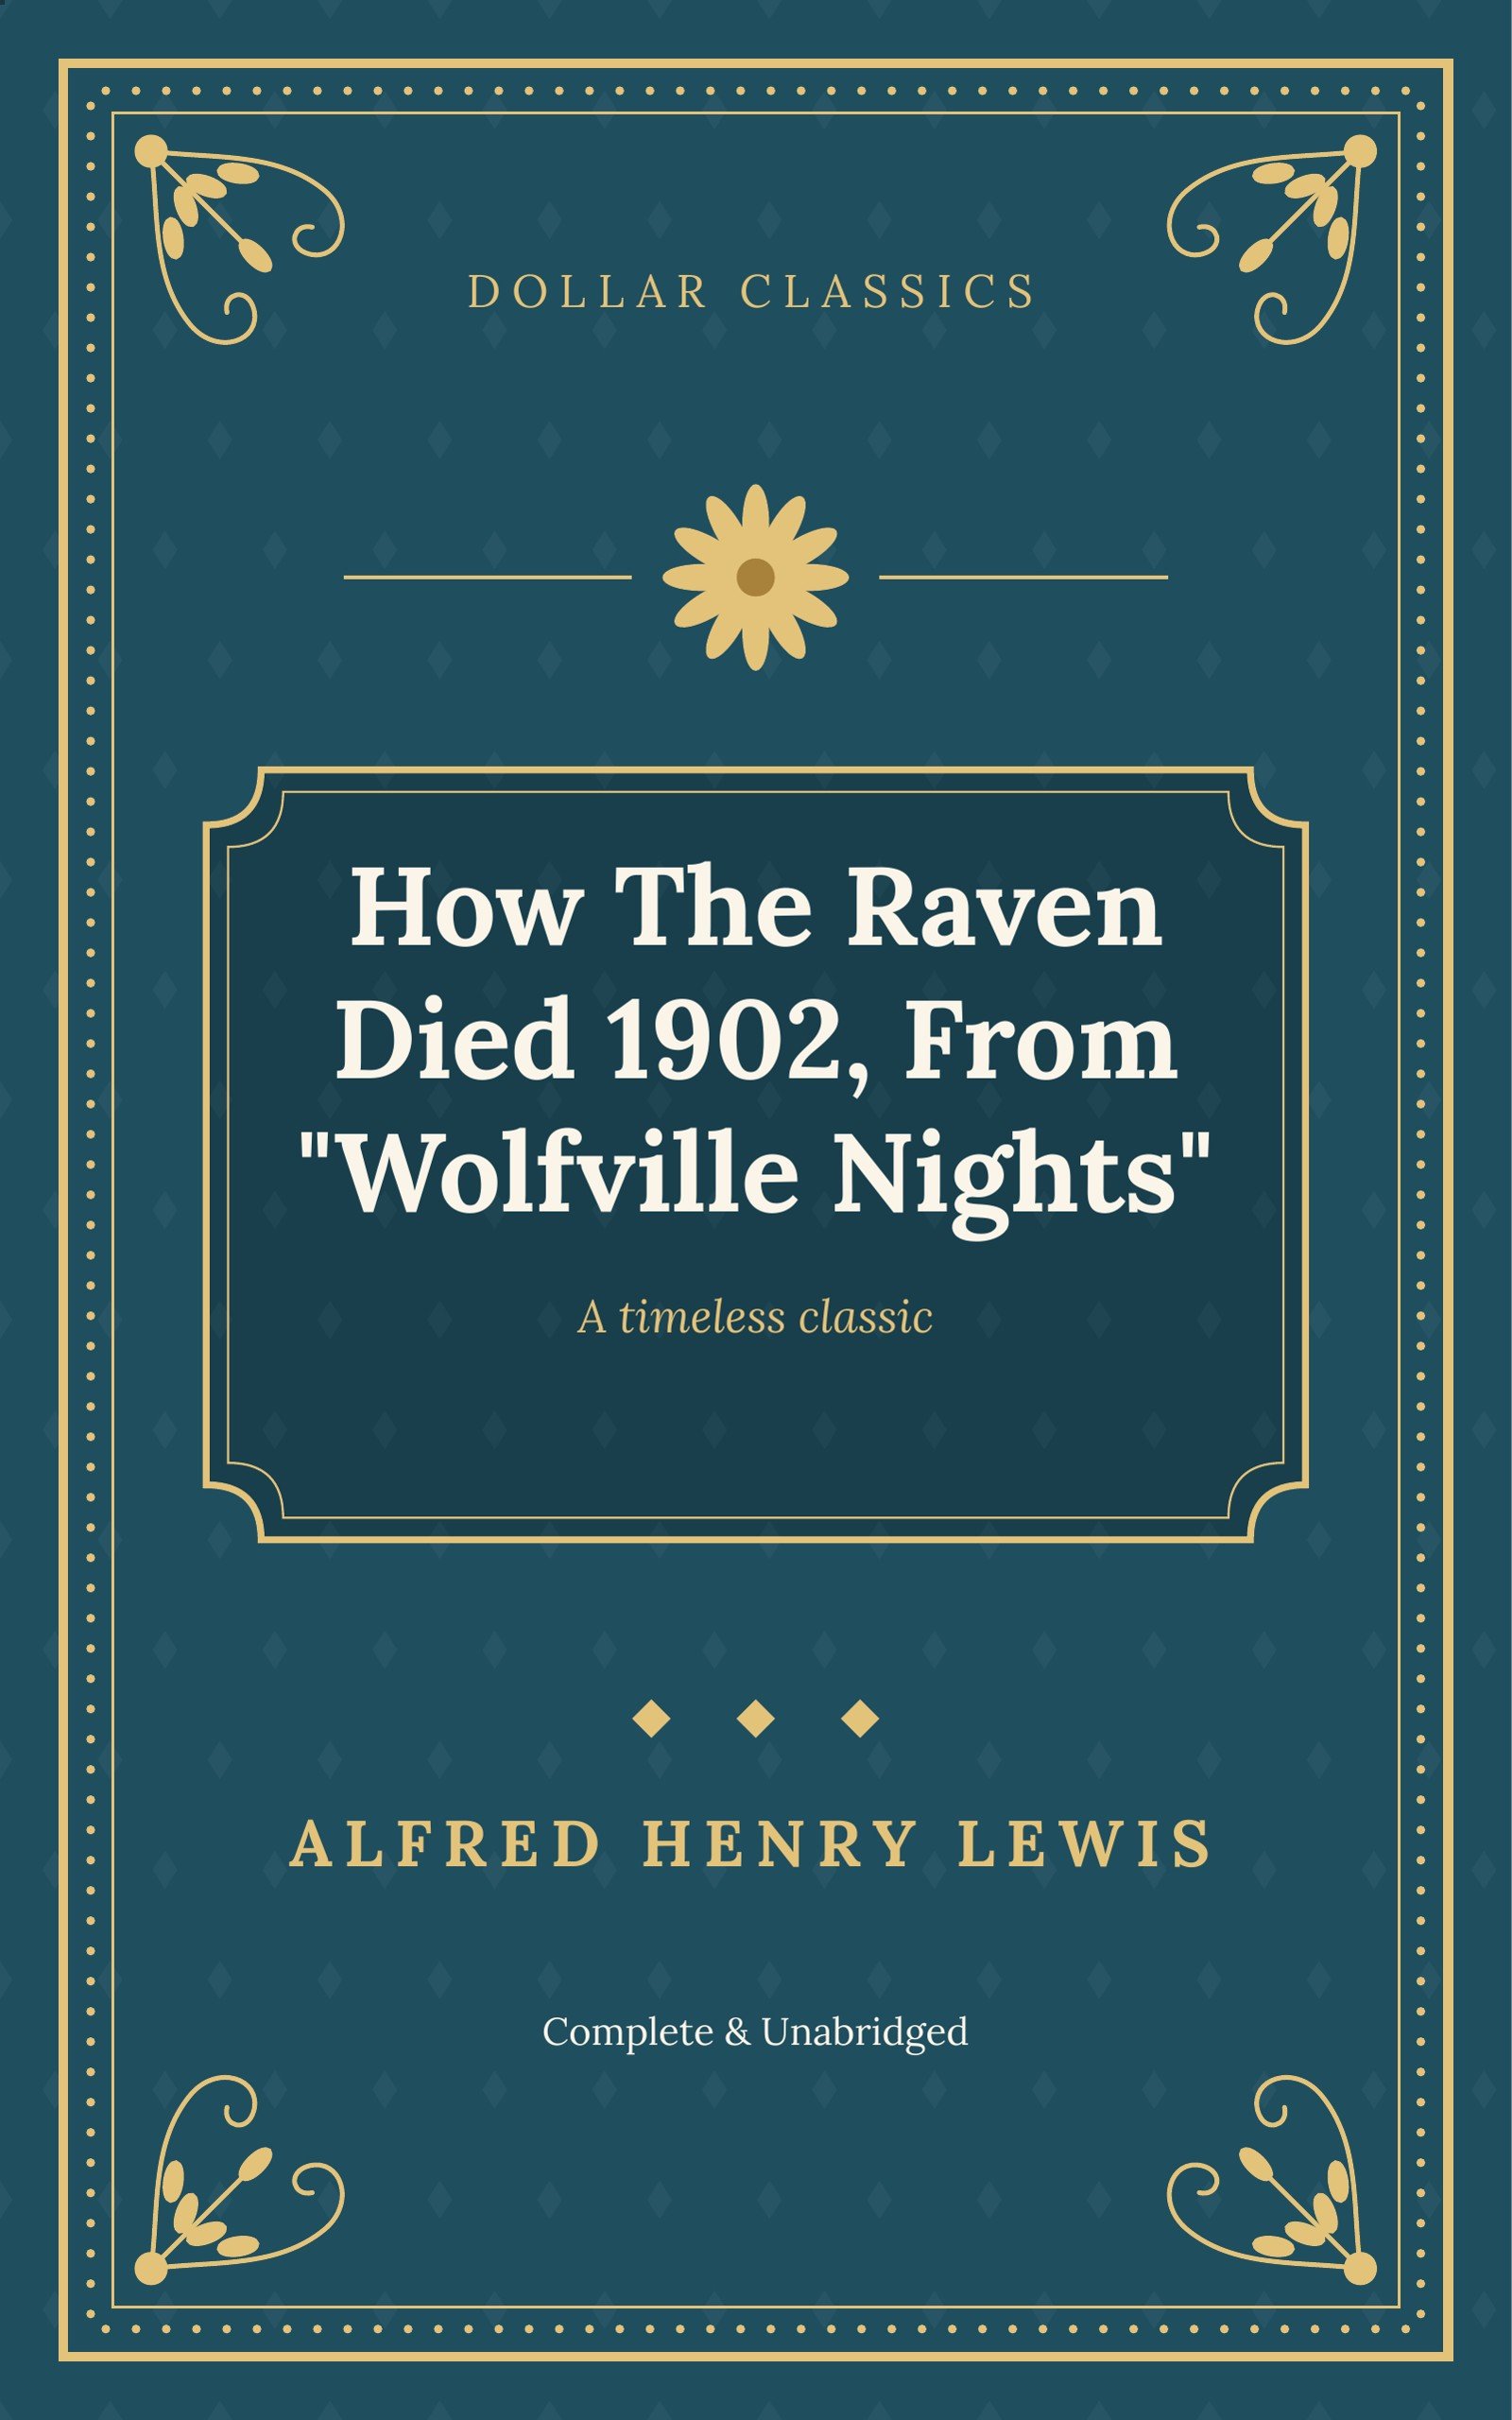 DOLLAR CLASSICS
How The Raven
Died 1902, From
"Wolfville Nights"
A timeless classic
ALFRED HENRY LEWIS
Complete & Unabridged